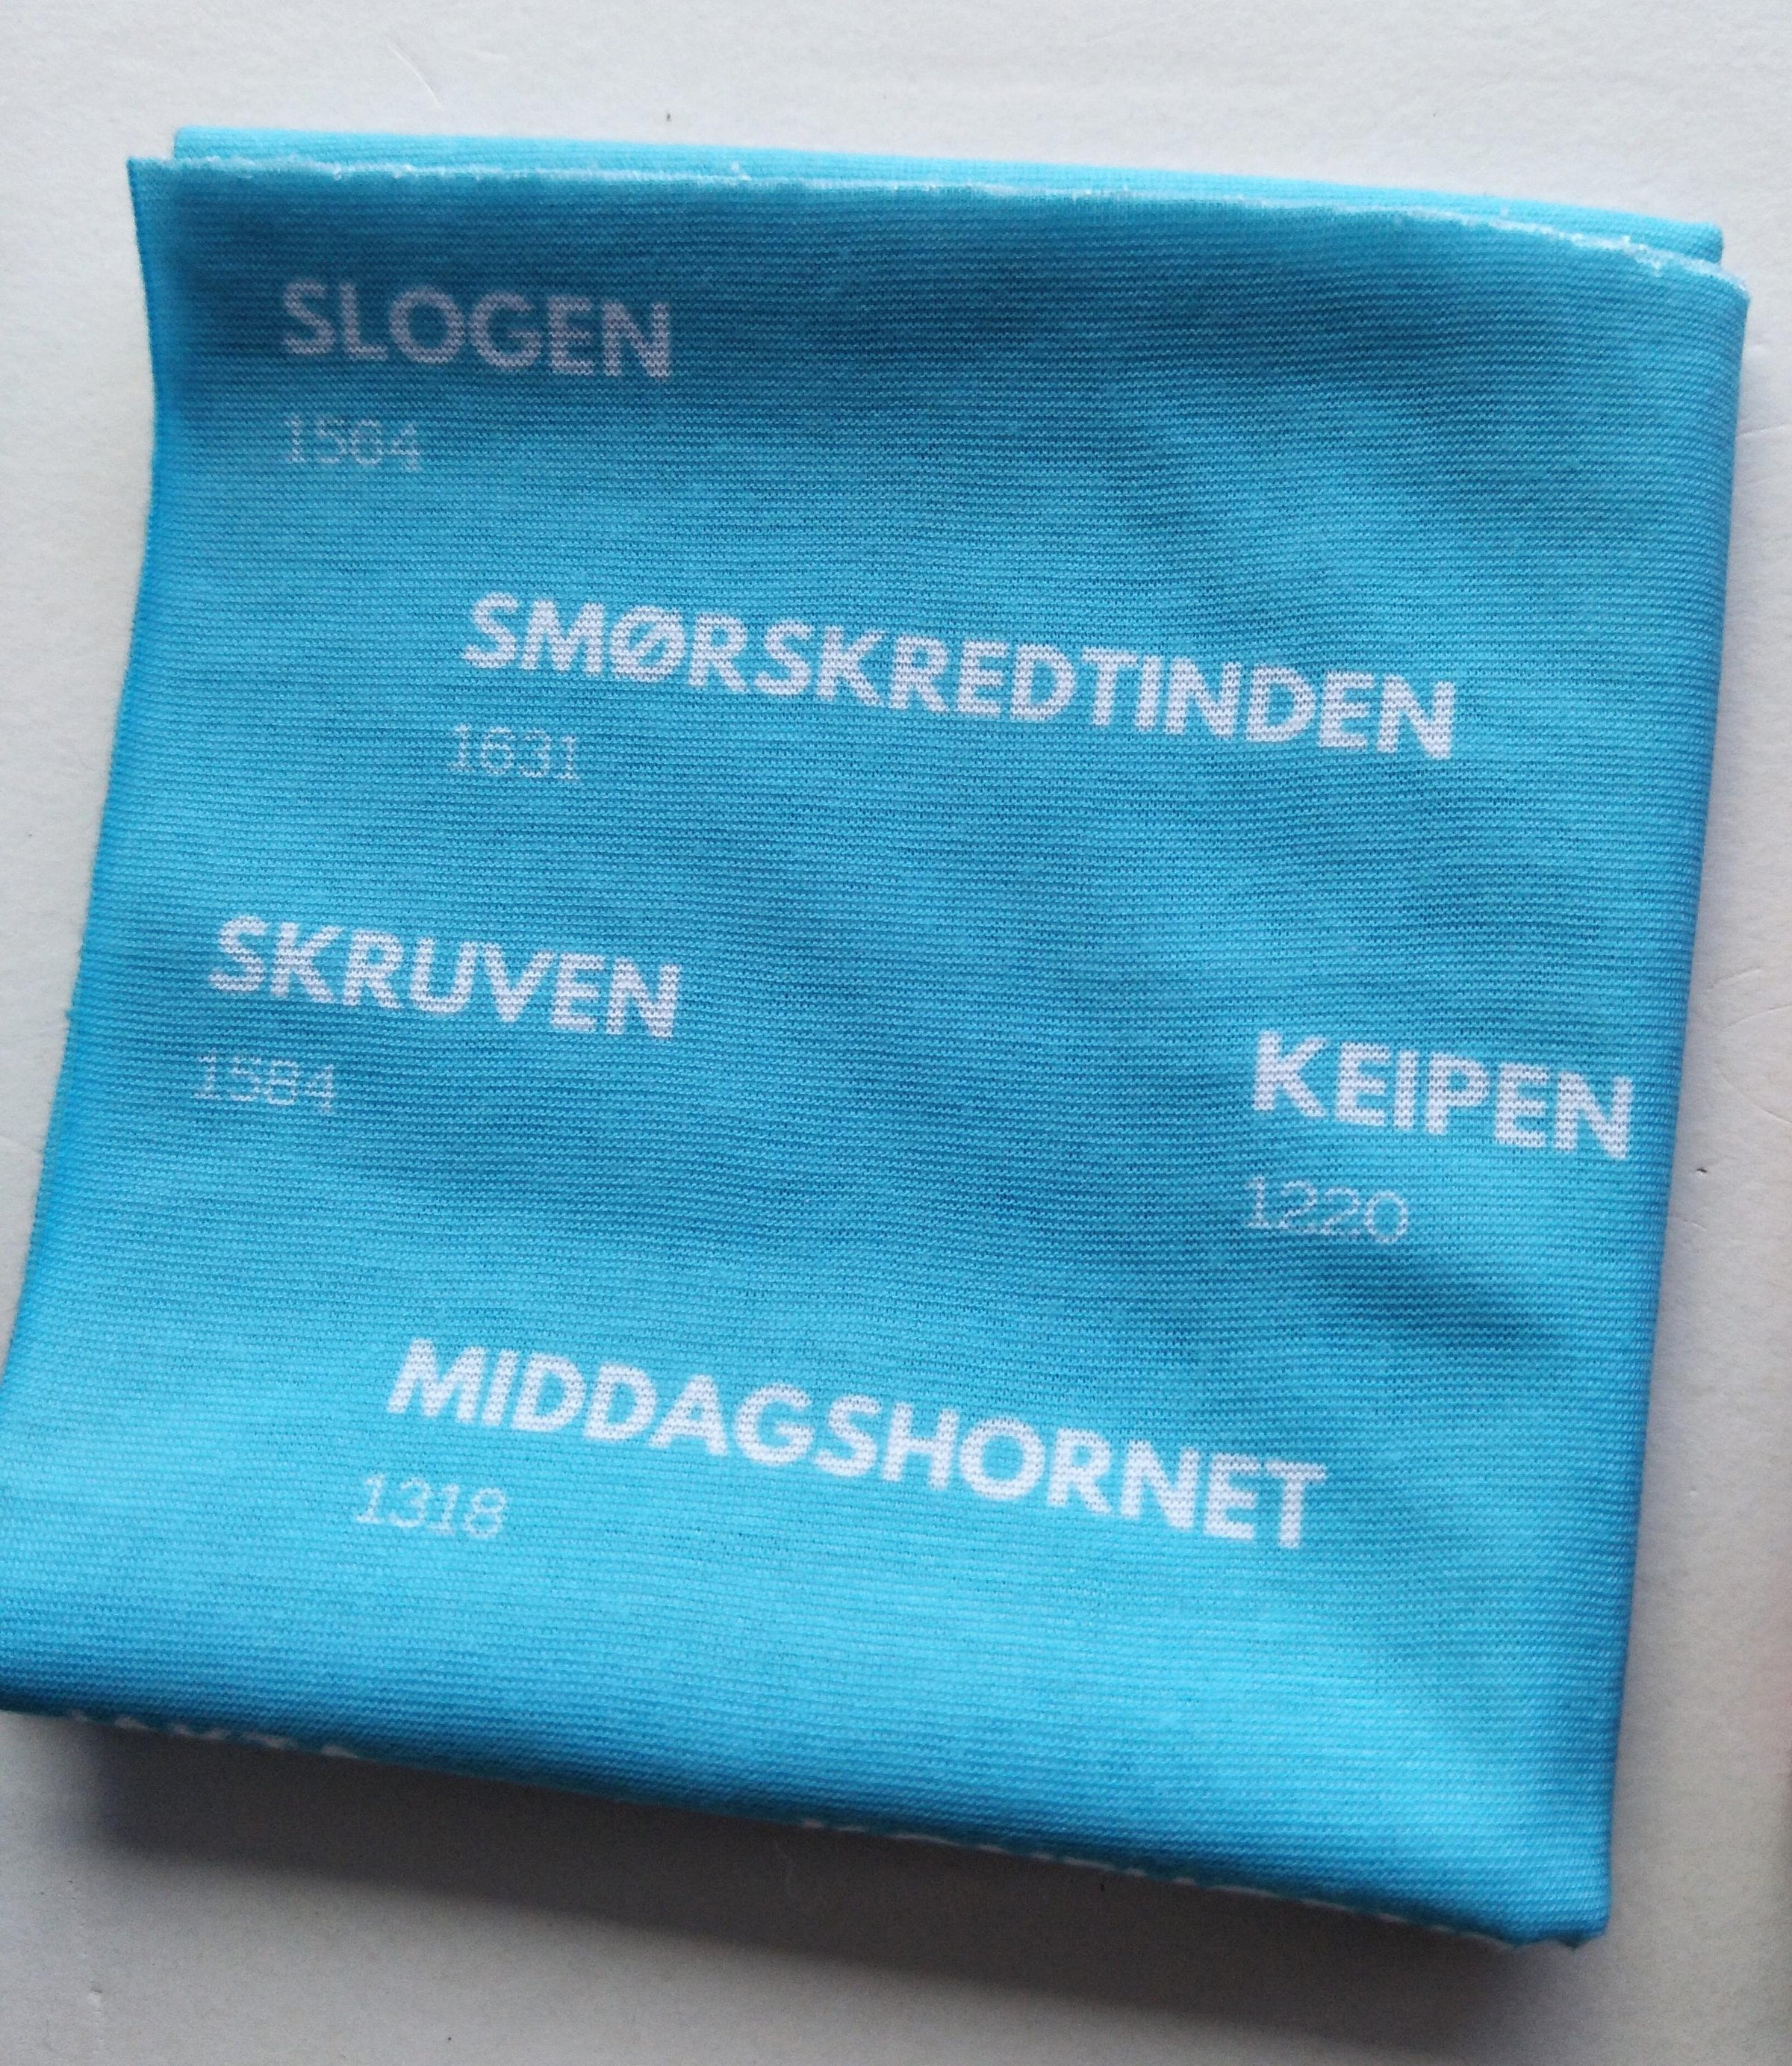 SLOGEN
1564
SMØRSKREDTINDEN
1631
SKRUVEN
1584
KEIPEN
1220
MIDDAGSHORNET
1318